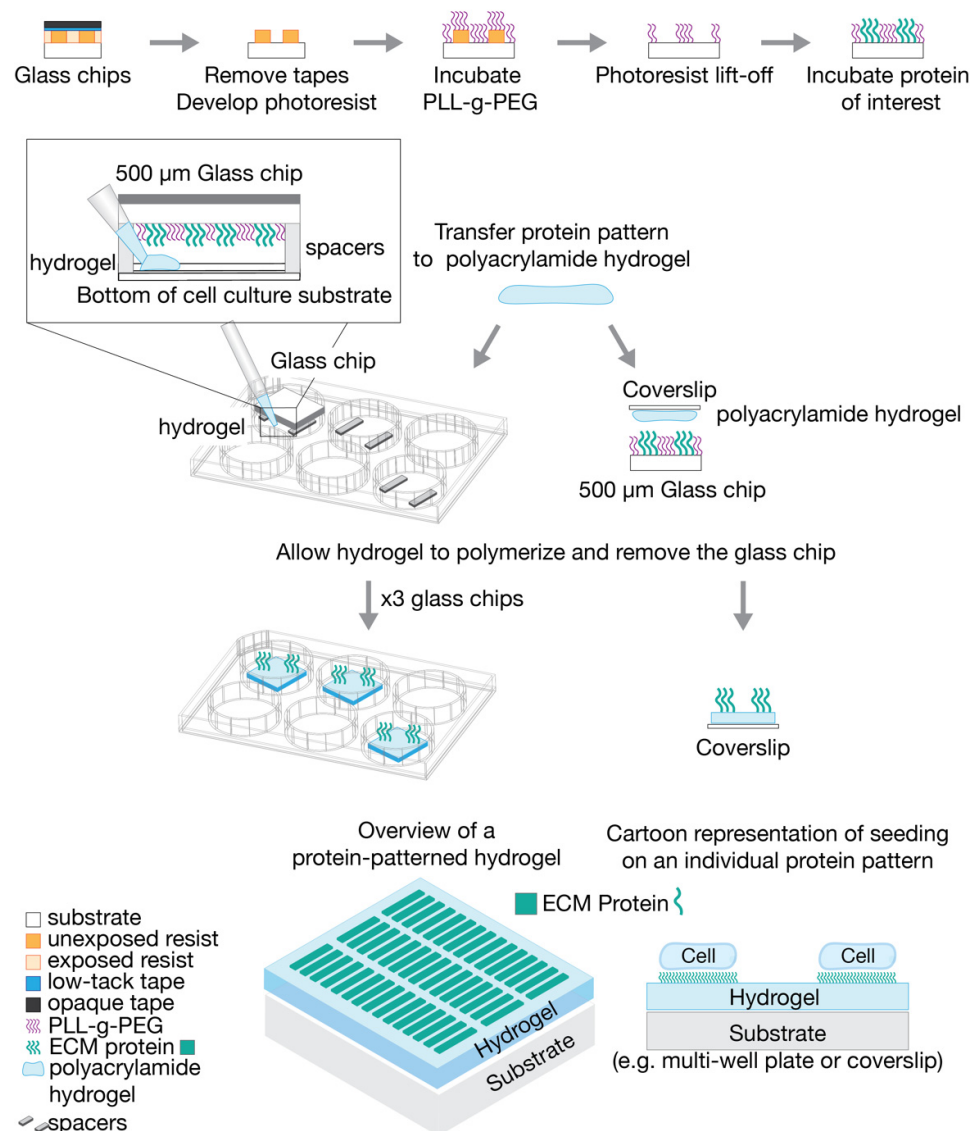 Glass chips
Remove tapes
Develop photoresist
Incubate
PLL-g-PEG
Photoresist lift-off
Incubate protein
of interest
500 μm Glass chip
hydrogel
spacers
Bottom of cell culture substrate
Transfer protein pattern
to polyacrylamide hydrogel
Glass chip
hydrogel
Coverslip
polyacrylamide hydrogel
500 μm Glass chip
Allow hydrogel to polymerize and remove the glass chip
x3 glass chips
Coverslip
Overview of a
protein-patterned hydrogel
Cartoon representation of seeding
on an individual protein pattern
ECM Protein
substrate
unexposed resist
exposed resist
low-tack tape
opaque tape
PLL-g-PEG
ECM protein
polyacrylamide
hydrogel
spacers
Hydrogel
Substrate
Cell
Cell
Hydrogel
Substrate
(e.g. multi-well plate or coverslip)